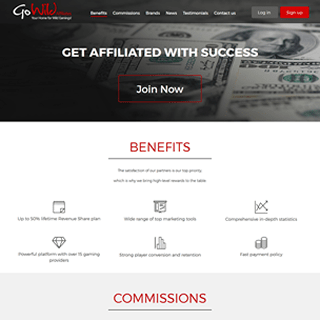 GoWild
Your Home for Wild Earnings!
Benefits Commissions Brands News Testimonials Contact us
Log in Sign up
GET AFFILIATED WITH SUCCESS
Join Now
BENEFITS
The satisfaction of our partners is our top priority,
which is why we bring high-level rewards to the table.
Up to 50% lifetime Revenue Share plan
Wide range of top marketing tools
Comprehensive in-depth statistics
Powerful platform with over 15 gaming
providers
Strong player conversion and retention
Fast payment policy
COMMISSIONS